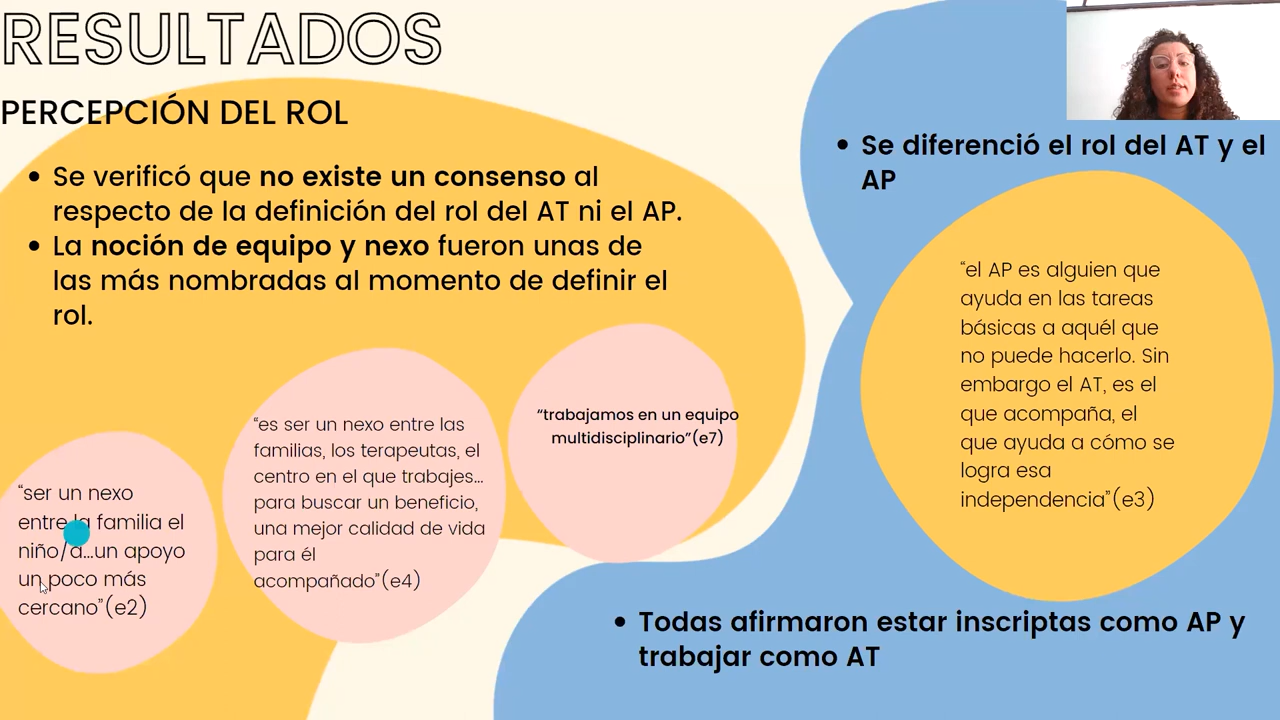 RESULTADOS
PERCEPCIÓN DEL ROL
• Se verificó que no existe un consenso al
respecto de la definición del rol del AT ni el AP.
• La noción de equipo y nexo fueron unas de
las más nombradas al momento de definir el
rol.
“ser un nexo
entre la familia el
niño/a...un apoyo
un poco más
cercano”(e2)
“es ser un nexo entre las
familias, los terapeutas, el
centro en el que trabajes...
para buscar un beneficio,
una mejor calidad de vida
para él
acompañado”(e4)
“trabajamos en un equipo
multidisciplinario”(e7)
• Se diferenció el rol del AT y el
AP
“el AP es alguien que
ayuda en las tareas
básicas a aquél que
no puede hacerlo. Sin
embargo el AT, es el
que acompaña, el
que ayuda a cómo se
logra esa
independencia”(e3)
• Todas afirmaron estar inscriptas como AP y
trabajar como AT